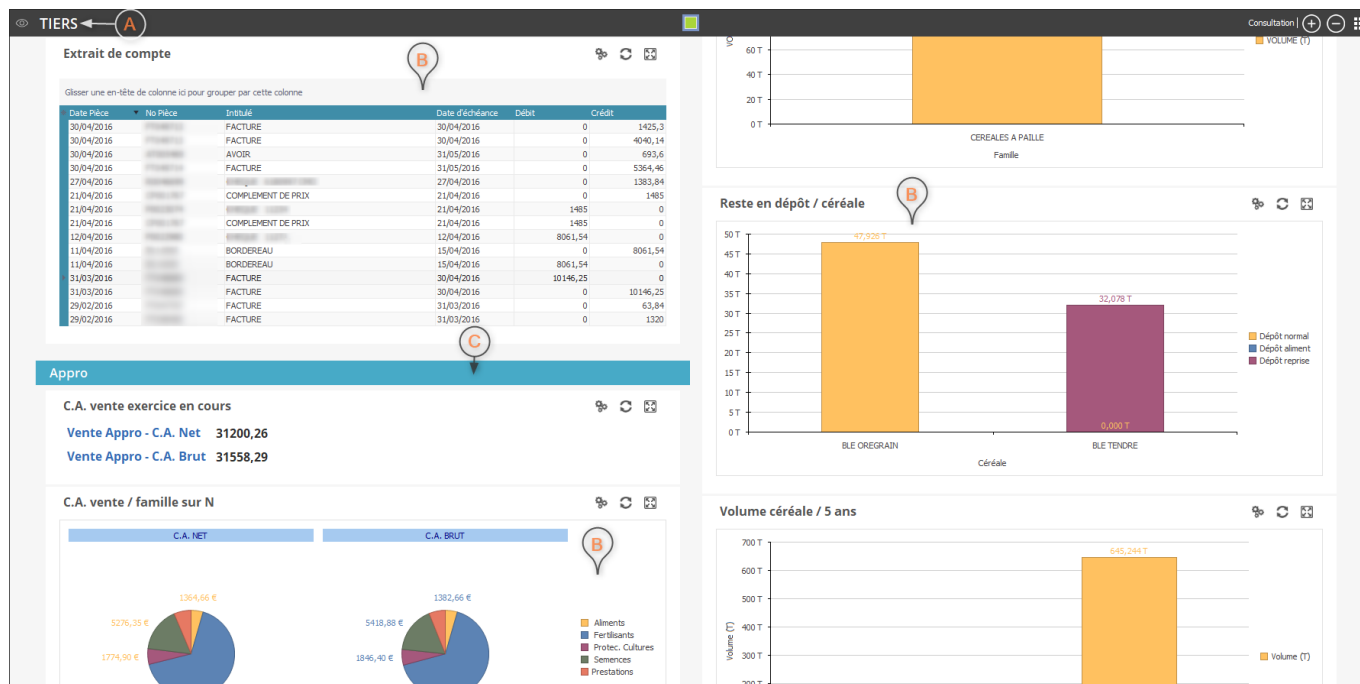 TIERS A Consultation |
Extrait de compte
B
Glisser une en-tête de colonne ici pour grouper par cette colonne
Date Pièce No Pièce Intitulé Date d'échéance Débit Crédit
30/04/2016 FACTURE 30/04/2016 0 1425,3
30/04/2016 FACTURE 30/04/2016 0 4040,14
30/04/2016 AVOIR 31/05/2016 0 693,6
30/04/2016 FACTURE 31/05/2016 0 5364,46
27/04/2016 27/04/2016 0 1383,84
21/04/2016 COMPLEMENT DE PRIX 21/04/2016 0 1485
21/04/2016 21/04/2016 1485 0
21/04/2016 COMPLEMENT DE PRIX 21/04/2016 1485 0
12/04/2016 12/04/2016 8061,54 0
11/04/2016 BORDEREAU 15/04/2016 0 8061,54
11/04/2016 BORDEREAU 15/04/2016 8061,54 0
31/03/2016 FACTURE 30/04/2016 10146,25 0
31/03/2016 FACTURE 30/04/2016 0 10146,25
29/02/2016 FACTURE 31/03/2016 0 63,84
29/02/2016 FACTURE 31/03/2016 0 1320
C
Appro
C.A. vente exercice en cours
Vente Appro - C.A. Net 31200,26
Vente Appro - C.A. Brut 31558,29
C.A. vente / famille sur N
B
C.A. NET C.A. BRUT
1364,66 € 1382,66 €
5276,35 € 5418,88 €
1774,90 € 1846,40 €
Aliments
Fertilisants
Protec. Cultures
Semences
Prestations
VOLUME (T)
60 T
40 T
20 T
0 T
CEREALES A PAILLE
Famille
Reste en dépôt / céréale
B
50 T
45 T
40 T
35 T
30 T
25 T
20 T
15 T
10 T
5 T
0 T
47,926 T
32,078 T
0,000 T
Dépôt normal
Dépôt aliment
Dépôt reprise
BLE OREGRAIN BLE TENDRE
Céréale
Volume céréale / 5 ans
700 T
600 T
500 T
400 T
300 T
200 T
645,244 T
Volume (T)
Volume (T)